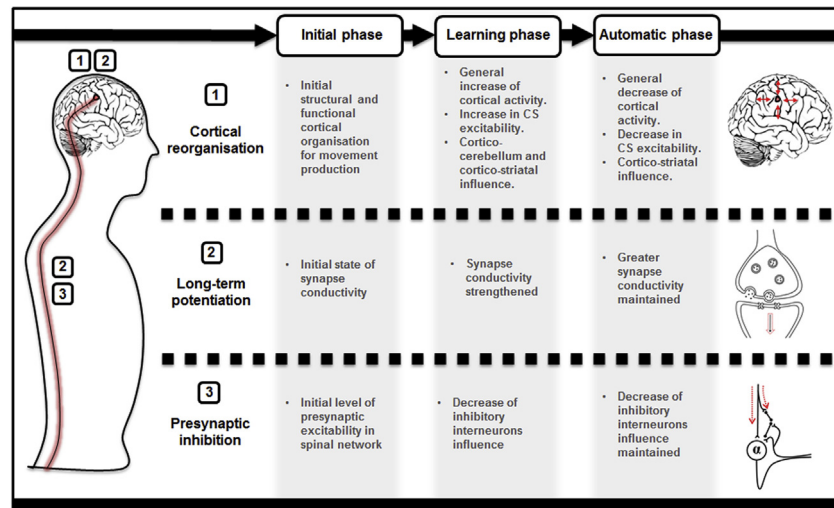 Initial phase
Learning phase
Automatic phase
1 2
1
Cortical
reorganisation
• Initial
structural and
functional
cortical
organisation
for movement
production
• General
increase of
cortical activity.
• Increase in CS
excitability.
• Cortico-
cerebellum and
cortico-striatal
influence.
• General
decrease of
cortical
activity.
• Decrease in
CS excitability.
• Cortico-striatal
influence.
2
3
2
Long-term
potentiation
• Initial state of
synapse
conductivity
• Synapse
conductivity
strengthened
• Greater
synapse
conductivity
maintained
3
Presynaptic
inhibition
• Initial level of
presynaptic
excitability in
spinal network
• Decrease of
inhibitory
interneurons
influence
• Decrease of
inhibitory
interneurons
influence
maintained
α